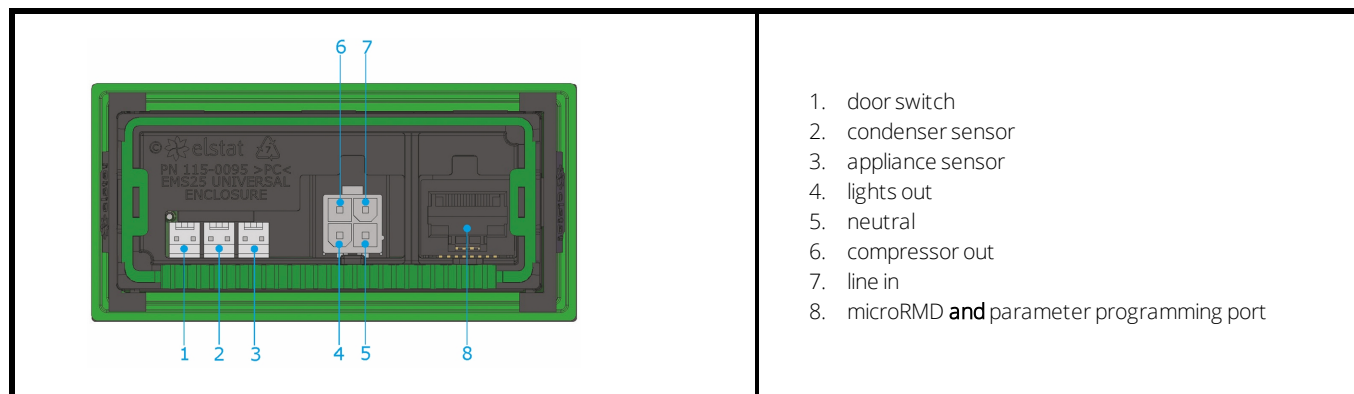 6 7
© elstat
PN 115-0095 >PC<
EMS25 UNIVERSAL
ENCLOSURE
1 2 3 4 5 8
1. door switch
2. condenser sensor
3. appliance sensor
4. lights out
5. neutral
6. compressor out
7. line in
8. microRMD and parameter programming port